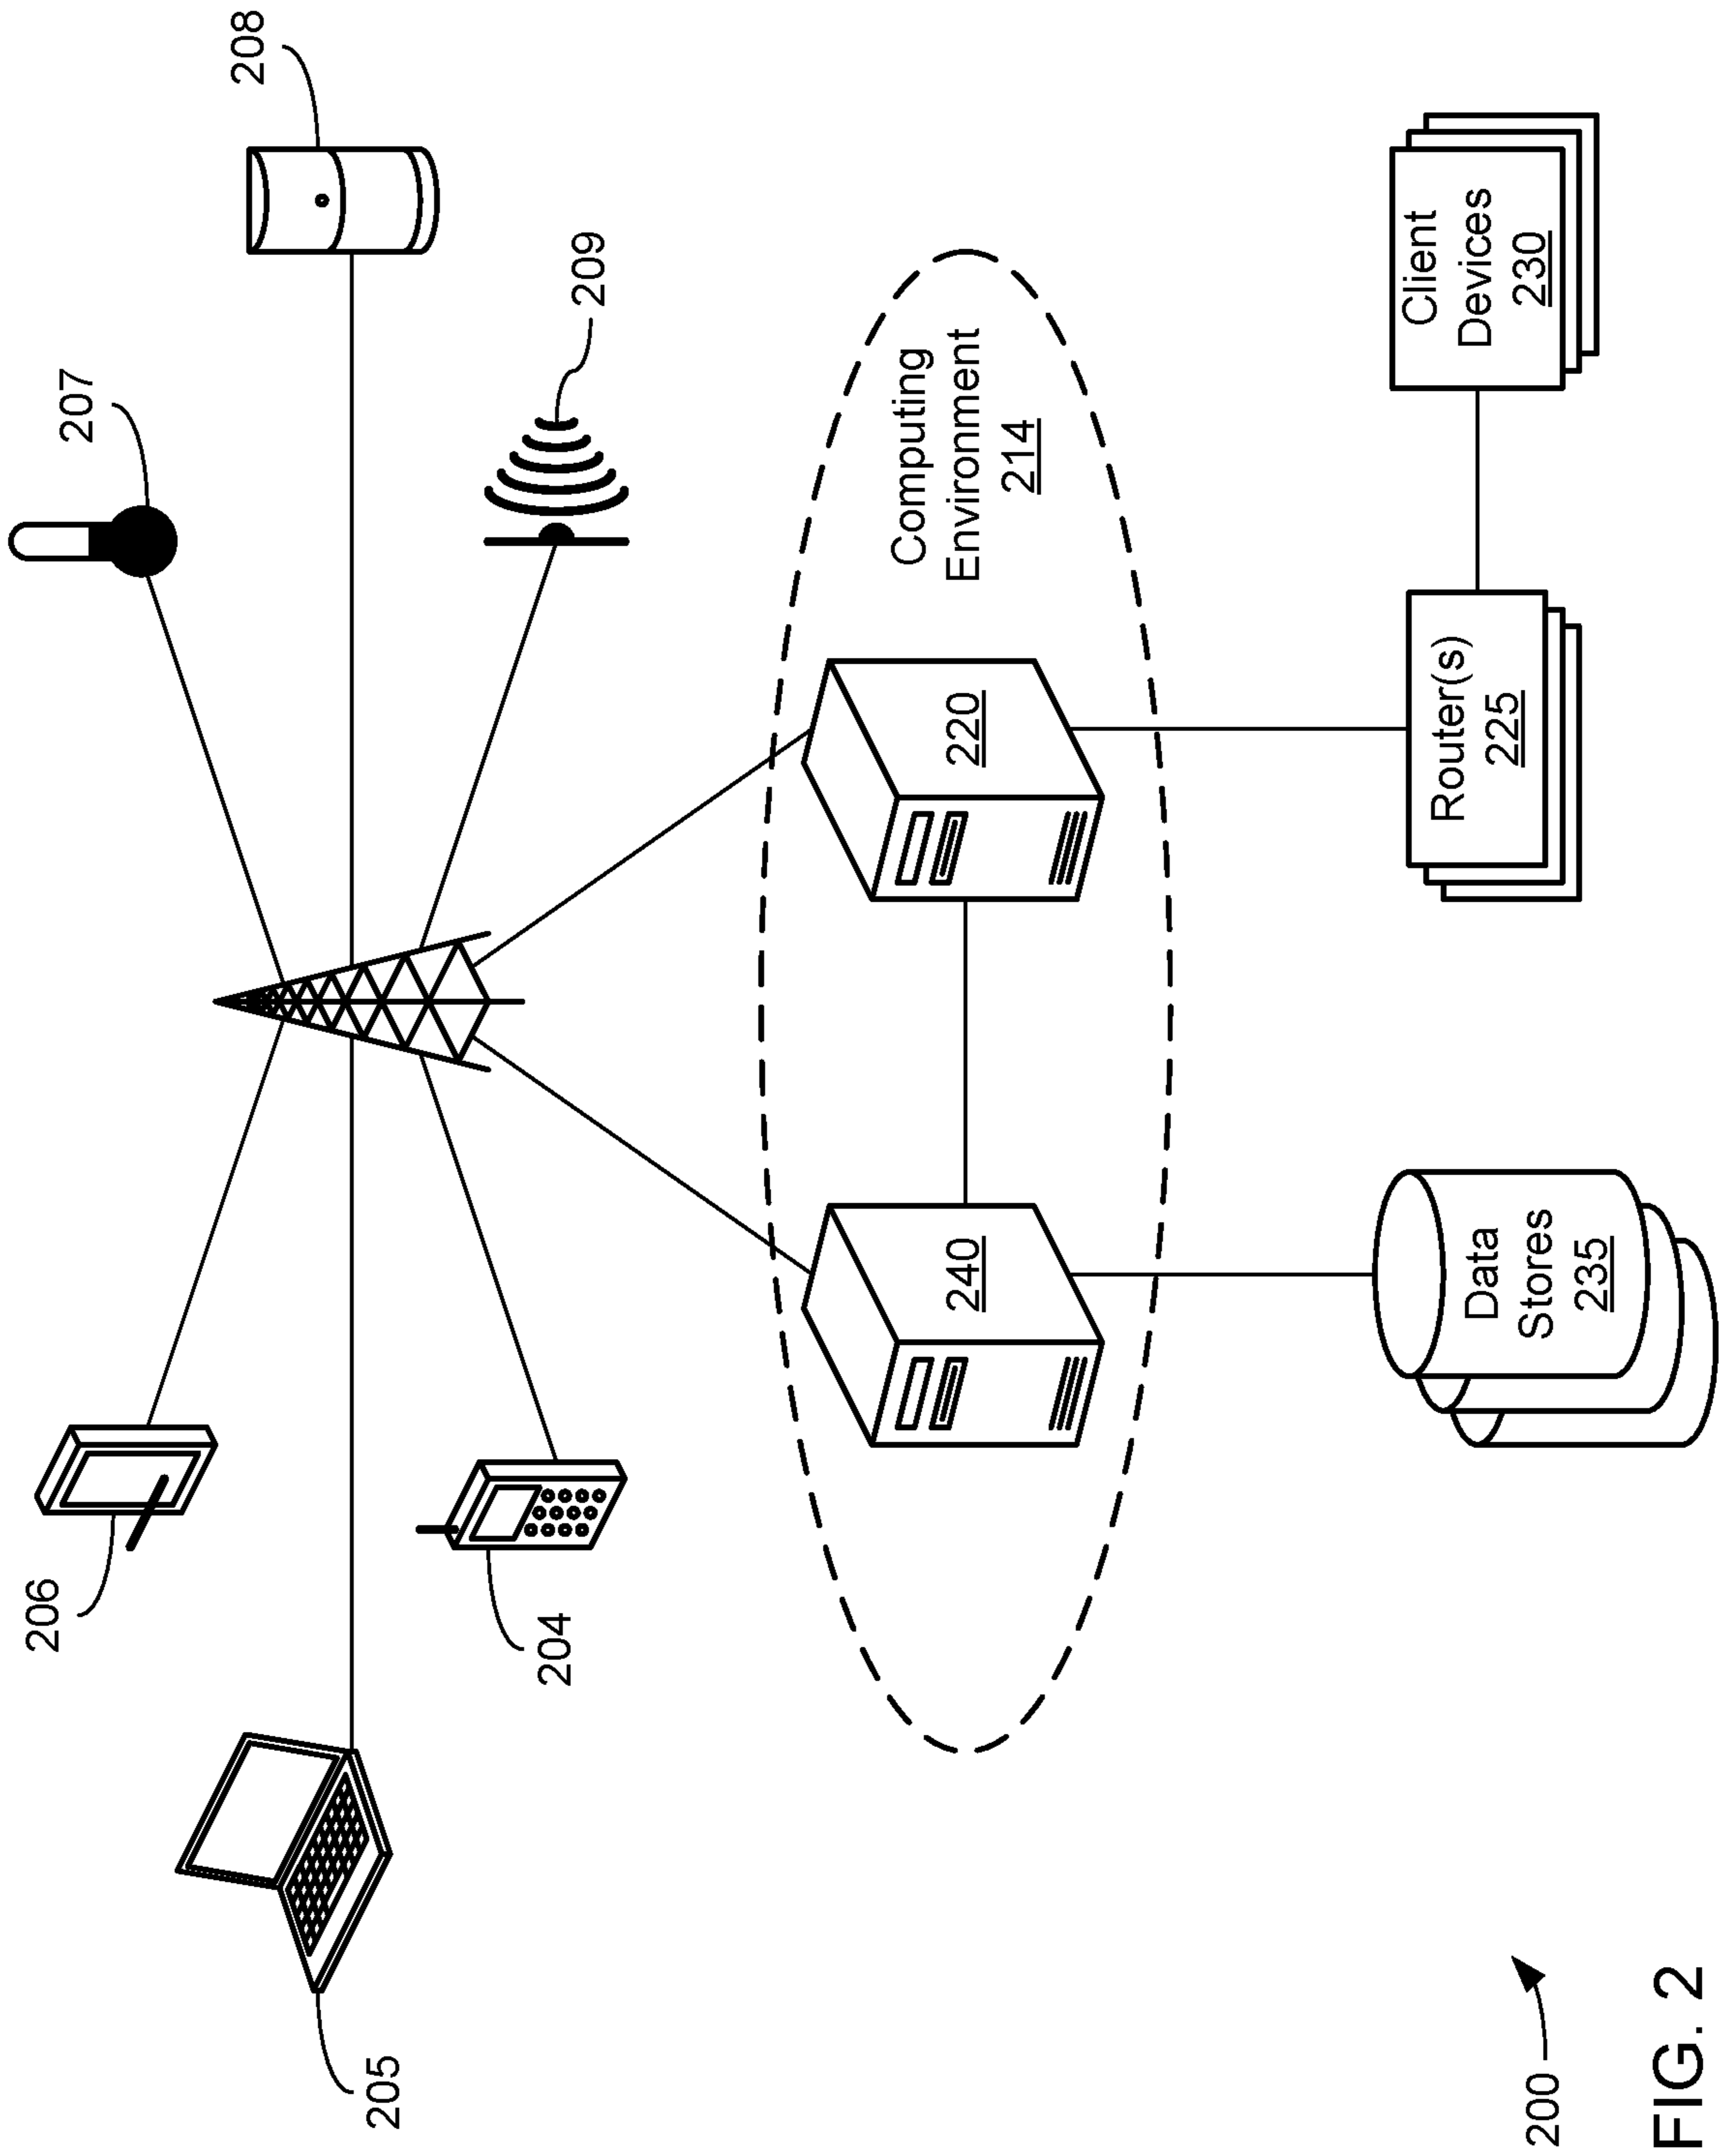 207
208
206
209
205
204
Computing
Environment
214
240
220
Data
Stores
235
Router(s)
225
Client
Devices
230
200
FIG. 2